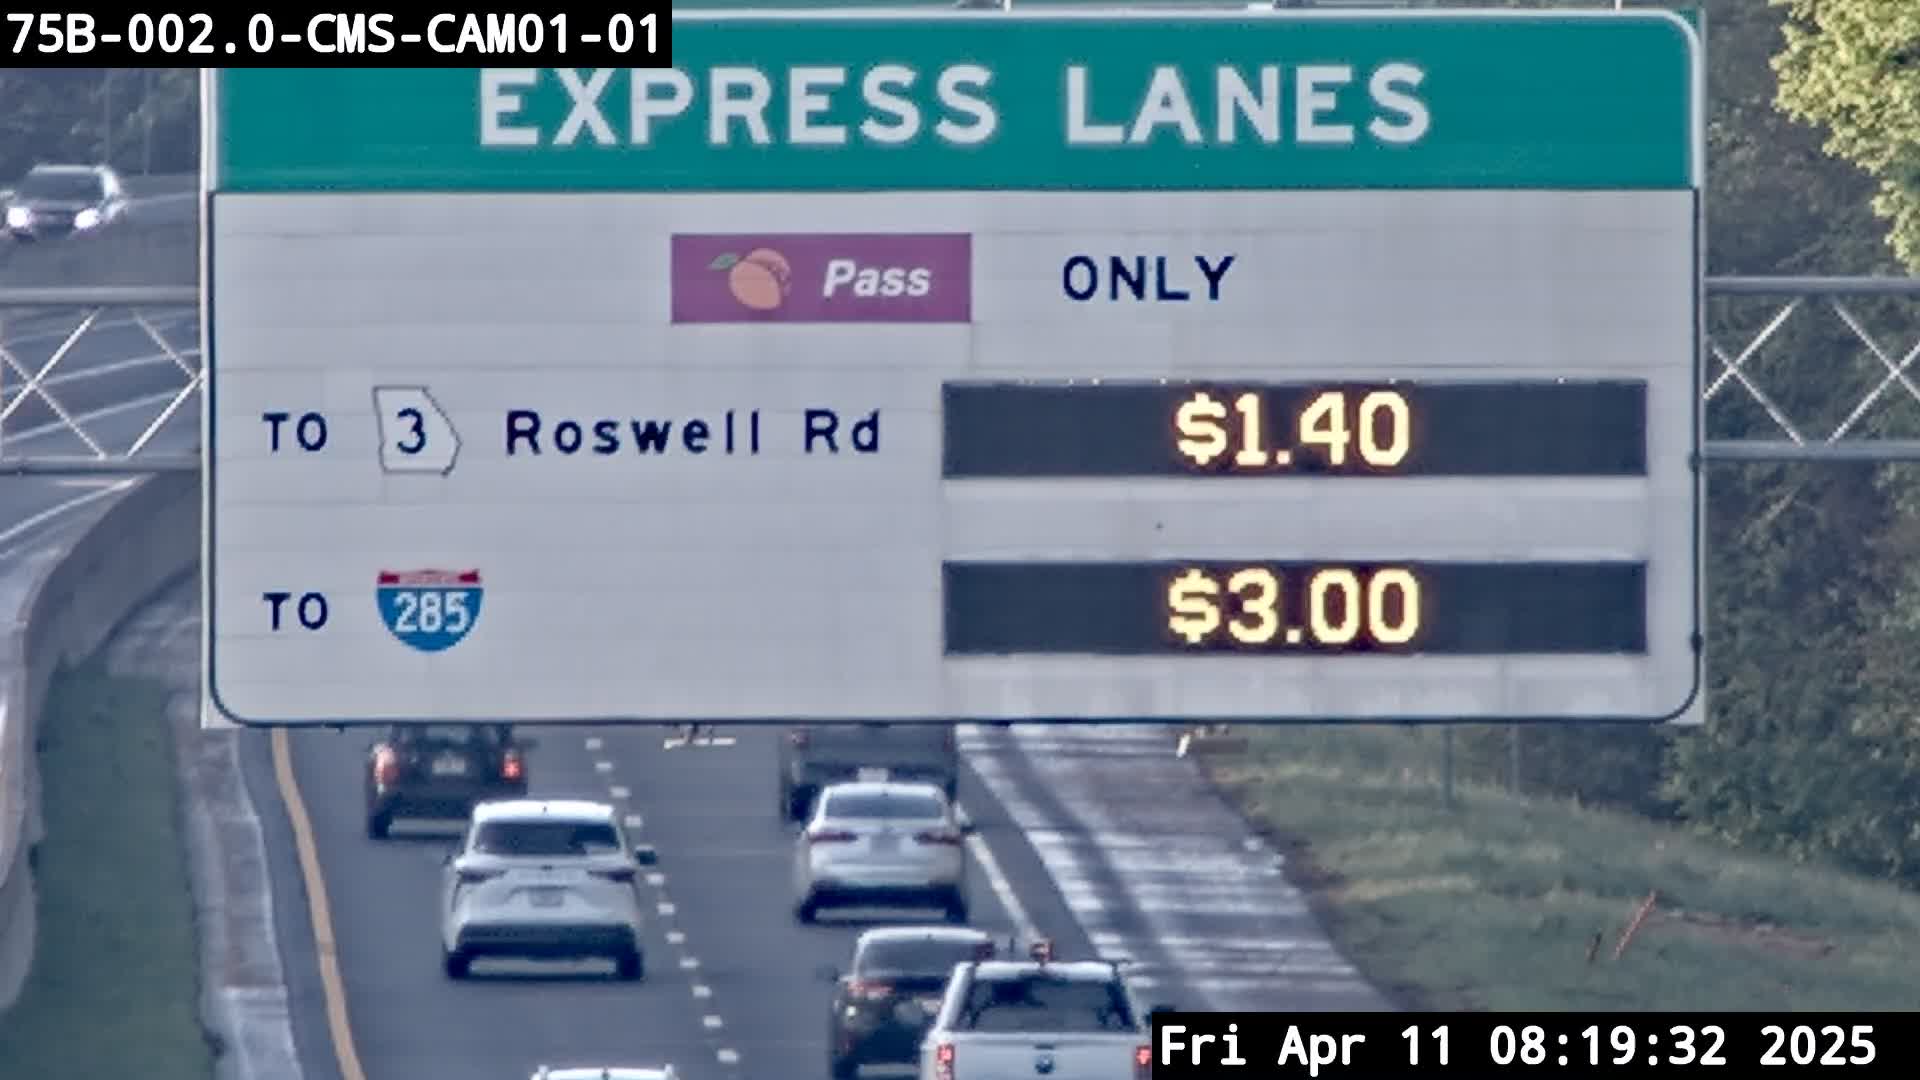 75B-002.0-CMS-CAM01-01
EXPRESS LANES
Pass ONLY
TO 3 Roswell Rd $1.40
TO 285 $3.00
Fri Apr 11 08:19:32 2025